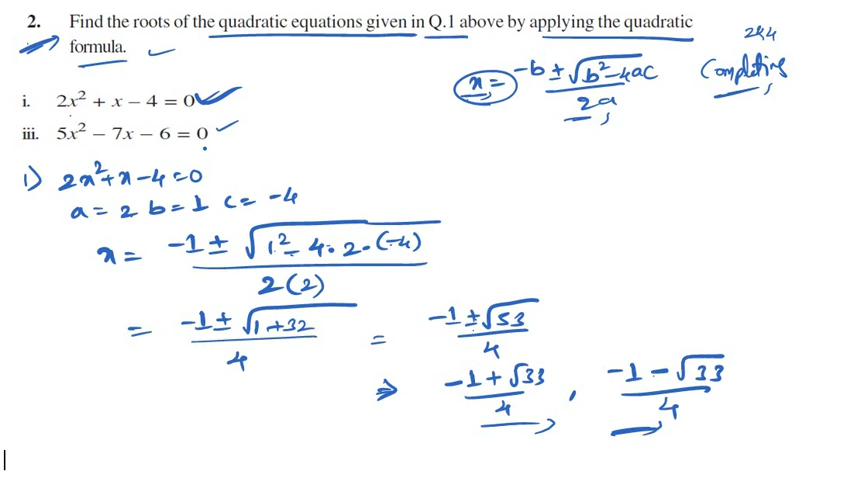 2. Find the roots of the quadratic equations given in Q.1 above by applying the quadratic
formula.
2&4
x = -b ± √b² - 4ac / 2a
Completing
i. 2x² + x − 4 = 0
iii. 5x² − 7x − 6 = 0
1) 2x² + x - 4 = 0
a = 2 b = 1 c = -4
x = -1 ± √1² - 4·2·(-4) / 2(2)
= -1 ± √1+32 / 4 = -1 ± √53 / 4
⇒ -1 + √33 / 4 , -1 - √33 / 4